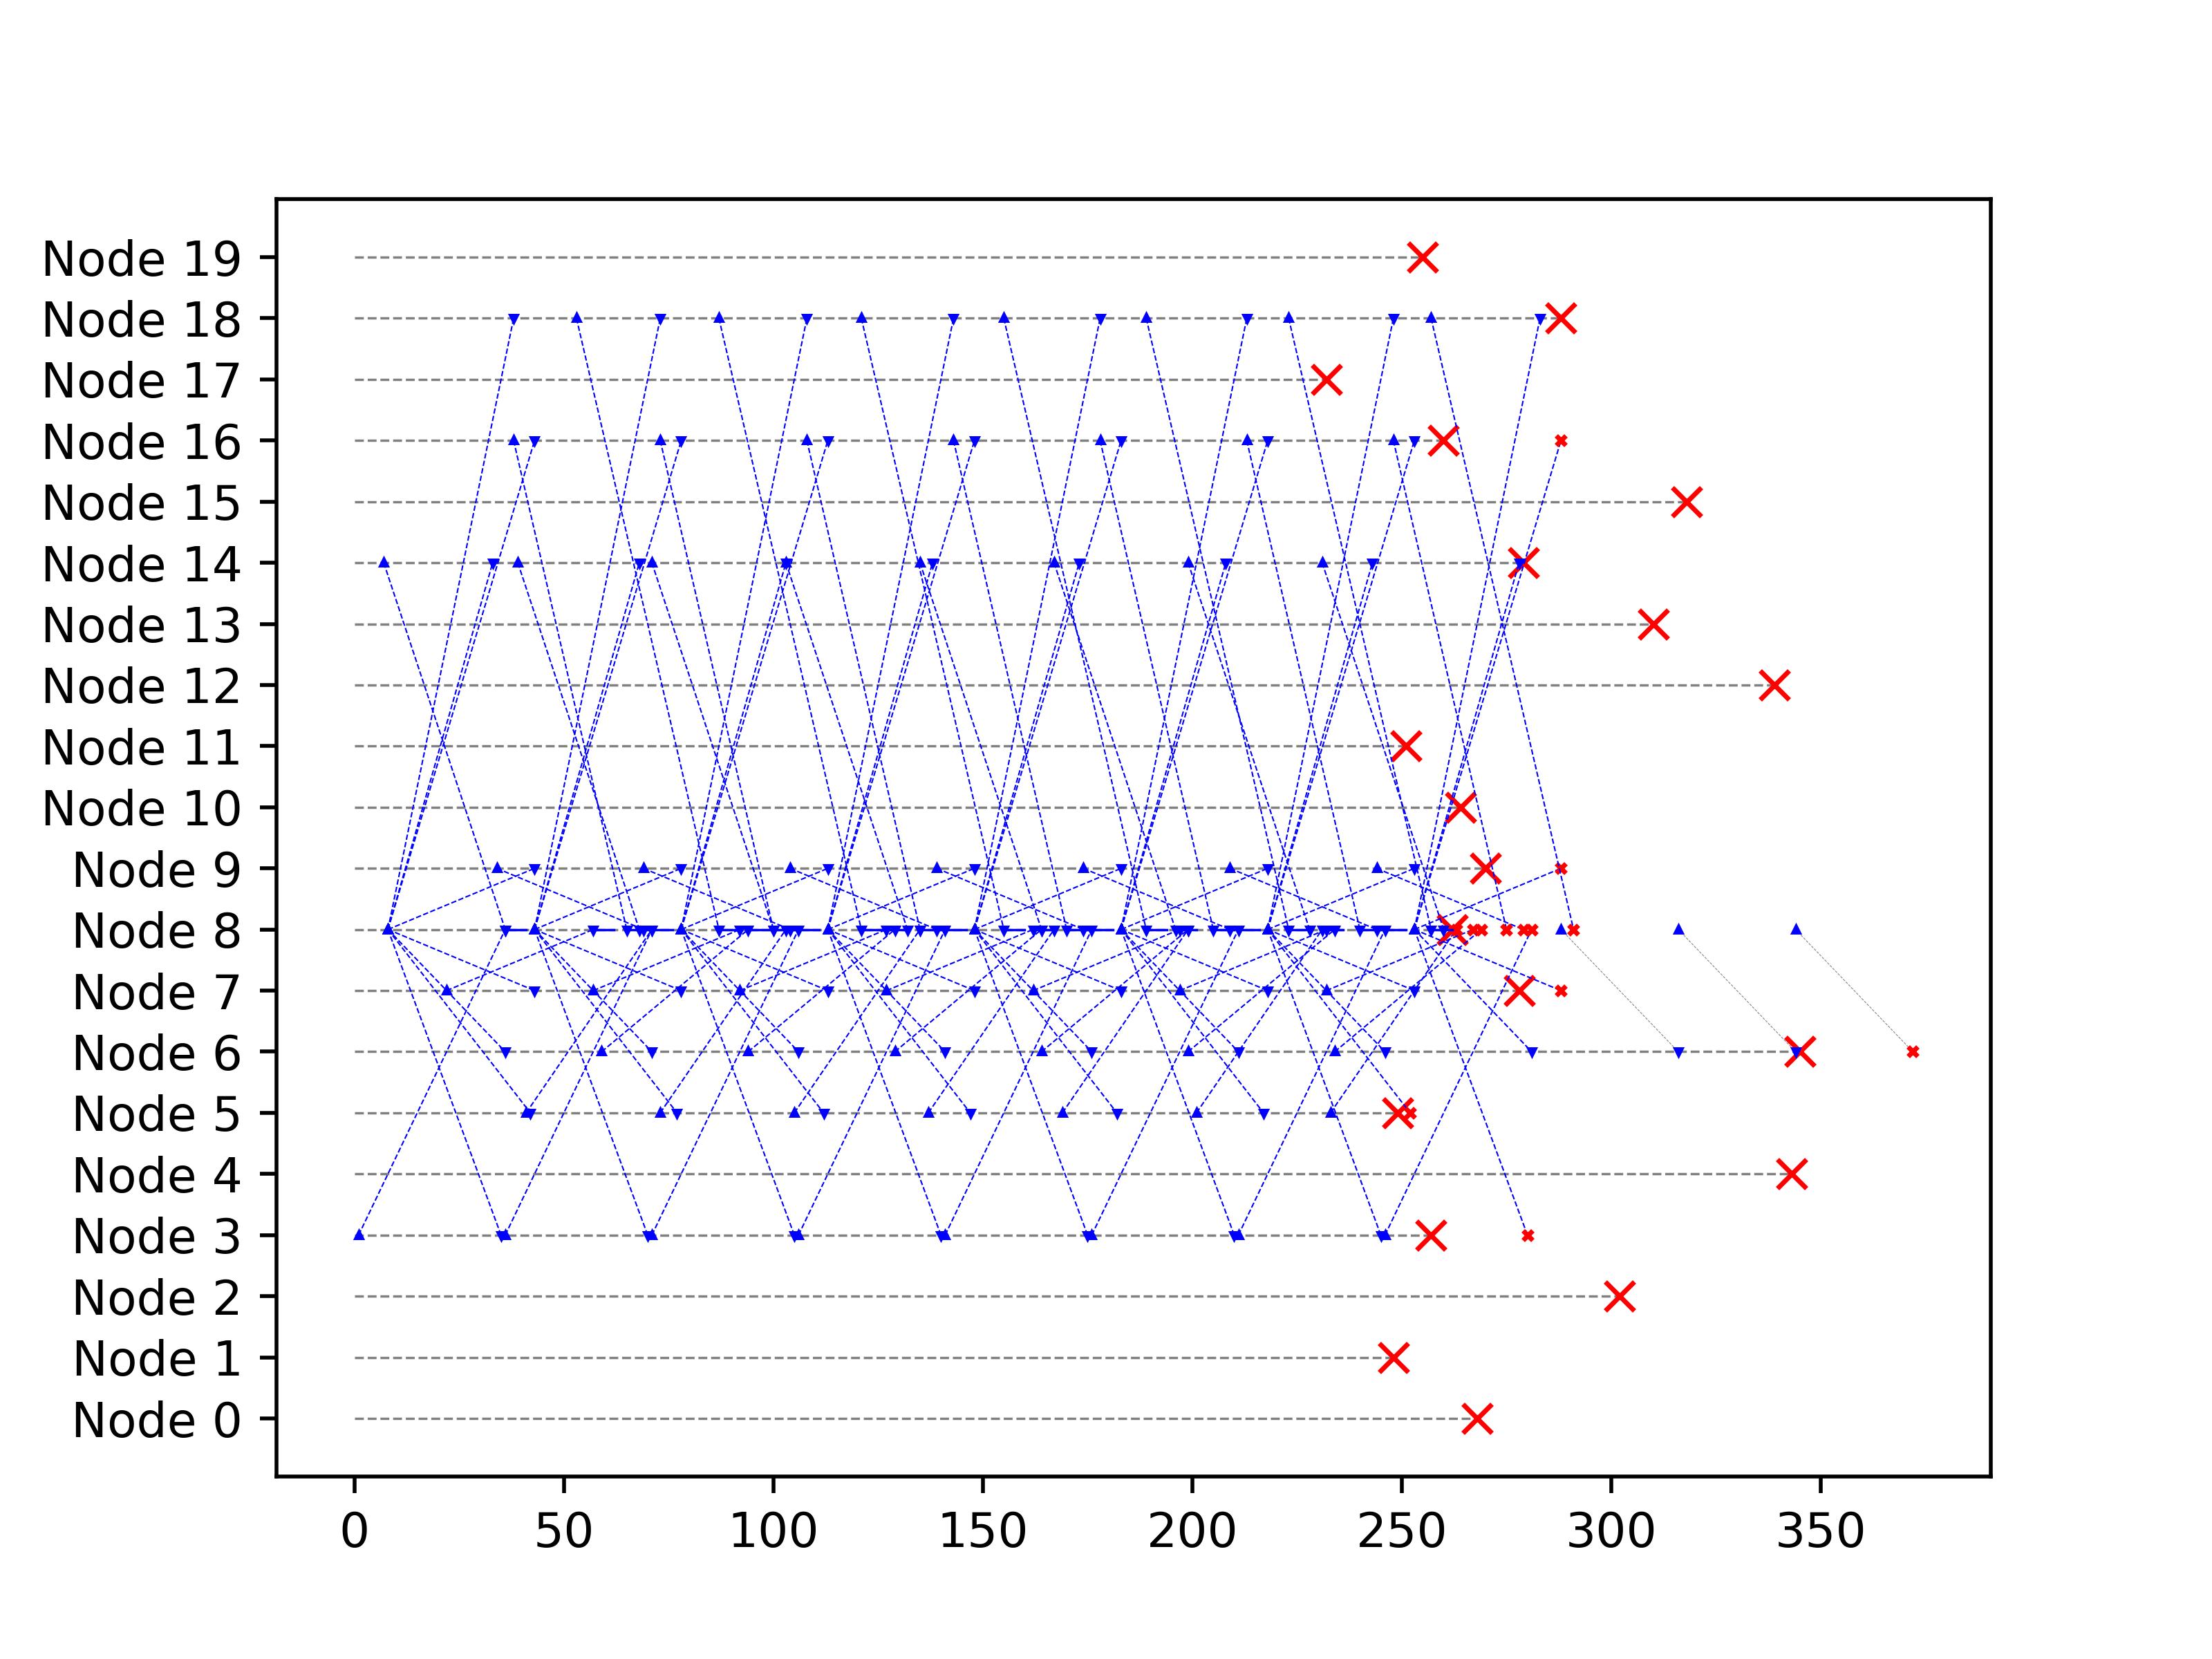 Node 19
Node 18
Node 17
Node 16
Node 15
Node 14
Node 13
Node 12
Node 11
Node 10
Node 9
Node 8
Node 7
Node 6
Node 5
Node 4
Node 3
Node 2
Node 1
Node 0
0 50 100 150 200 250 300 350